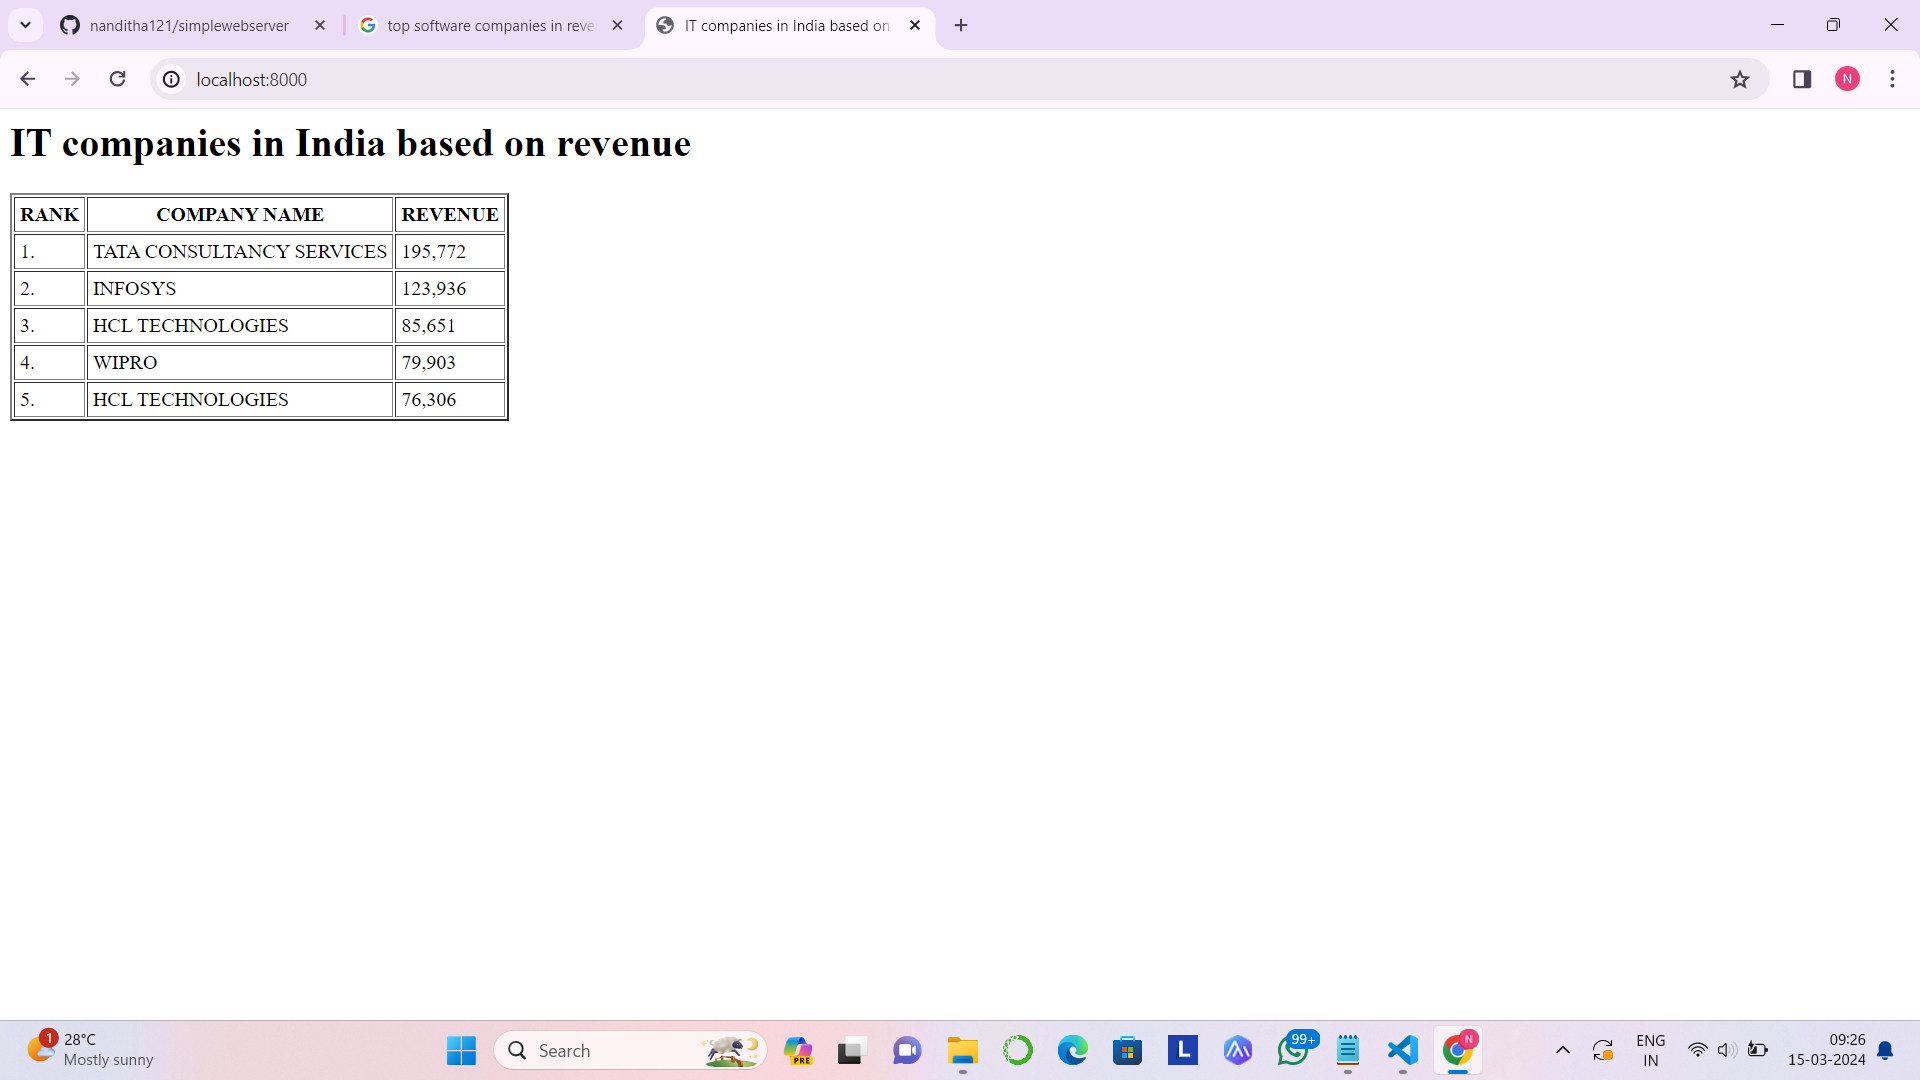 nanditha121/simplewebserver
top software companies in reve
IT companies in India based on
localhost:8000
N
IT companies in India based on revenue
RANK COMPANY NAME REVENUE
1. TATA CONSULTANCY SERVICES 195,772
2. INFOSYS 123,936
3. HCL TECHNOLOGIES 85,651
4. WIPRO 79,903
5. HCL TECHNOLOGIES 76,306
1
28°C
Mostly sunny
Search
PRE
L
99+
N
ENG
IN
09:26
15-03-2024